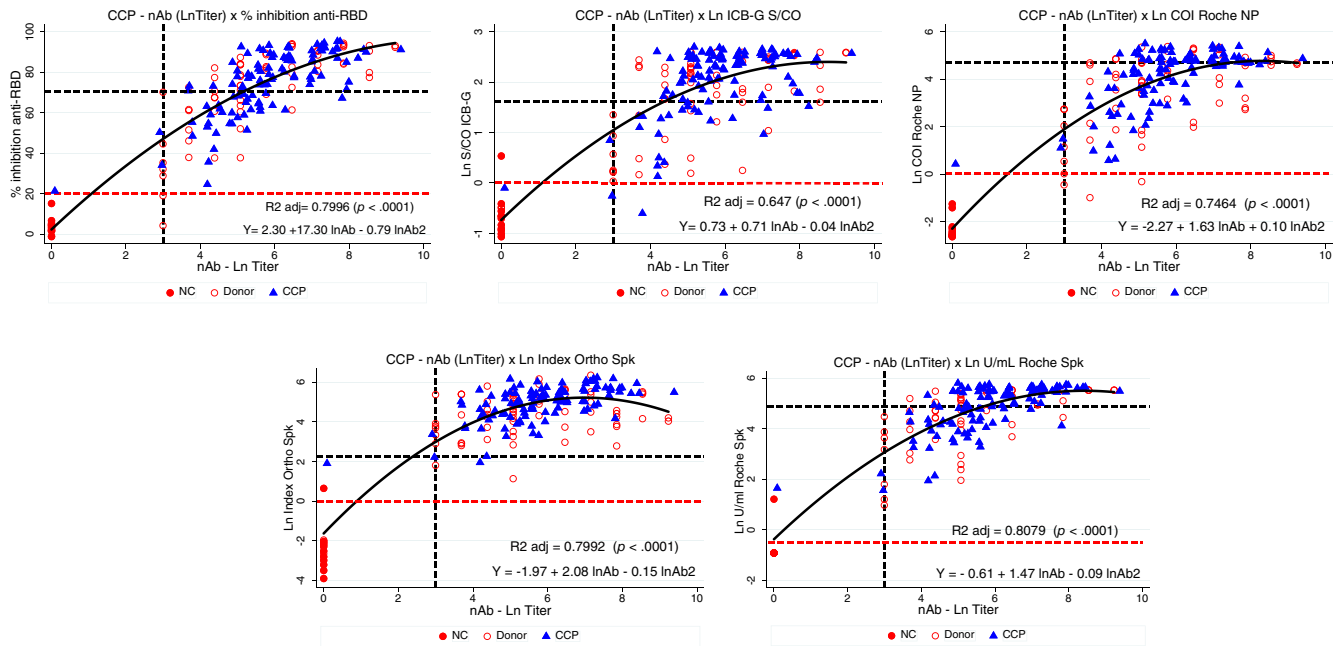 CCP - nAb (LnTiter) x % inhibition anti-RBD
% inhibition anti-RBD
100
80
60
40
20
0
R2 adj= 0.7996 (p < .0001)
Y= 2.30 +17.30 lnAb - 0.79 lnAb2
0 2 4 6 8 10
nAb - Ln Titer
NC Donor CCP
CCP - nAb (LnTiter) x Ln ICB-G S/CO
Ln S/CO ICB-G
3
2
1
0
-1
R2 adj = 0.647 (p < .0001)
Y= 0.73 + 0.71 lnAb - 0.04 lnAb2
0 2 4 6 8 10
nAb - Ln Titer
NC Donor CCP
CCP - nAb (LnTiter) x Ln COI Roche NP
Ln COI Roche NP
6
4
2
0
-2
R2 adj = 0.7464 (p < .0001)
Y = -2.27 + 1.63 lnAb + 0.10 lnAb2
0 2 4 6 8 10
nAb - Ln Titer
NC Donor CCP
CCP - nAb (LnTiter) x Ln Index Ortho Spk
Ln Index Ortho Spk
6
4
2
0
-2
-4
R2 adj = 0.7992 (p < .0001)
Y = -1.97 + 2.08 lnAb - 0.15 lnAb2
0 2 4 6 8 10
nAb - Ln Titer
NC Donor CCP
CCP - nAb (LnTiter) x Ln U/mL Roche Spk
Ln U/ml Roche Spk
6
4
2
0
-2
R2 adj = 0.8079 (p < .0001)
Y = - 0.61 + 1.47 lnAb - 0.09 lnAb2
0 2 4 6 8 10
nAb - Ln Titer
NC Donor CCP